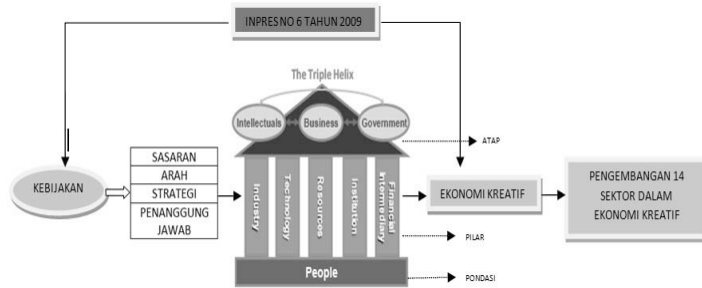 INPRES NO 6 TAHUN 2009
The Triple Helix
Intellectuals
Business
Government
ATAP
KEBIJAKAN
SASARAN
ARAH
STRATEGI
PENANGGUNG
JAWAB
Industry
Technology
Resources
Institution
Financial
Intermediary
EKONOMI KREATIF
PENGEMBANGAN 14
SEKTOR DALAM
EKONOMI KREATIF
PILAR
People
PONDASI